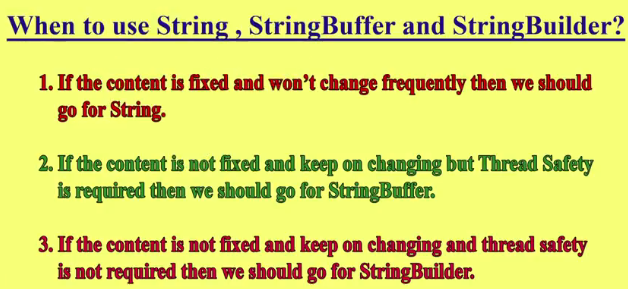 When to use String , StringBuffer and StringBuilder?
1. If the content is fixed and won't change frequently then we should
go for String.
2. If the content is not fixed and keep on changing but Thread Safety
is required then we should go for StringBuffer.
3. If the content is not fixed and keep on changing and thread safety
is not required then we should go for StringBuilder.